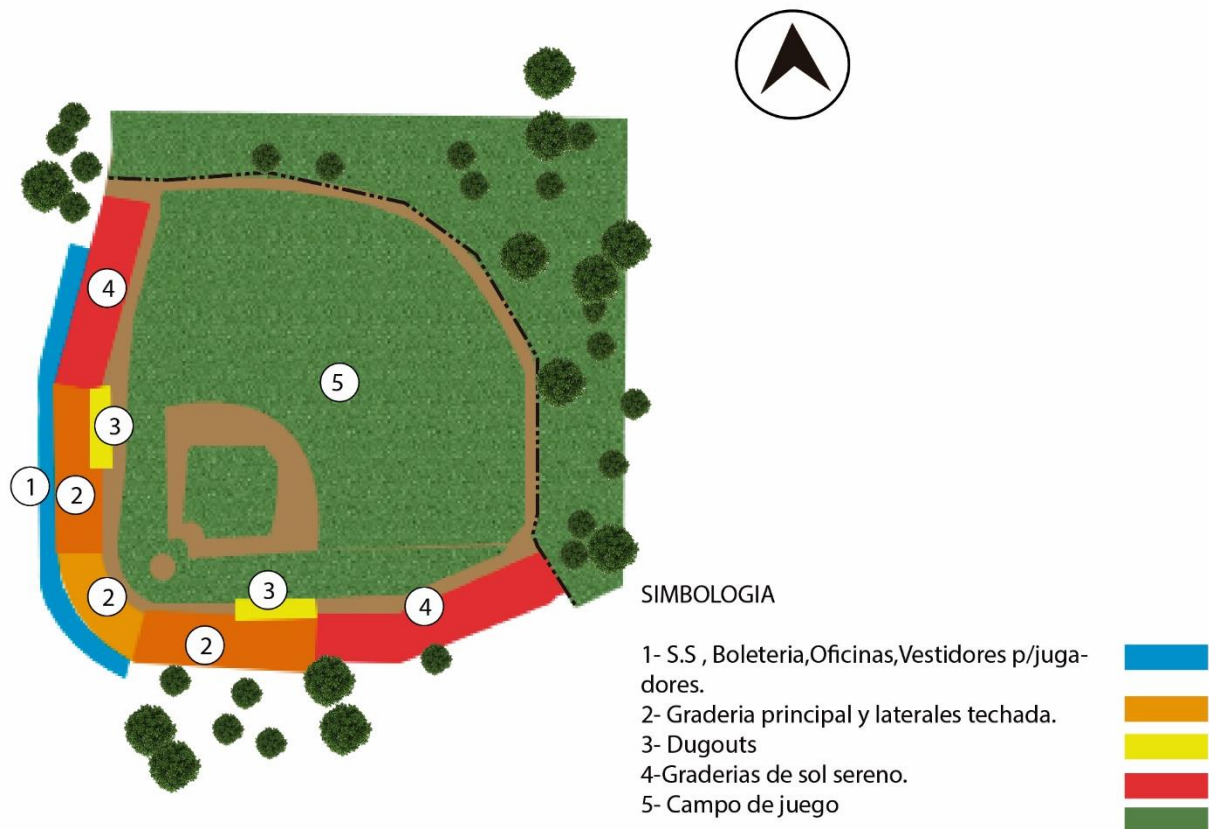 4
5
3
1
2
2
3
4
2
SIMBOLOGIA
1- S.S , Boleteria,Oficinas,Vestidores p/juga-
dores.
2- Graderia principal y laterales techada.
3- Dugouts
4-Graderias de sol sereno.
5- Campo de juego